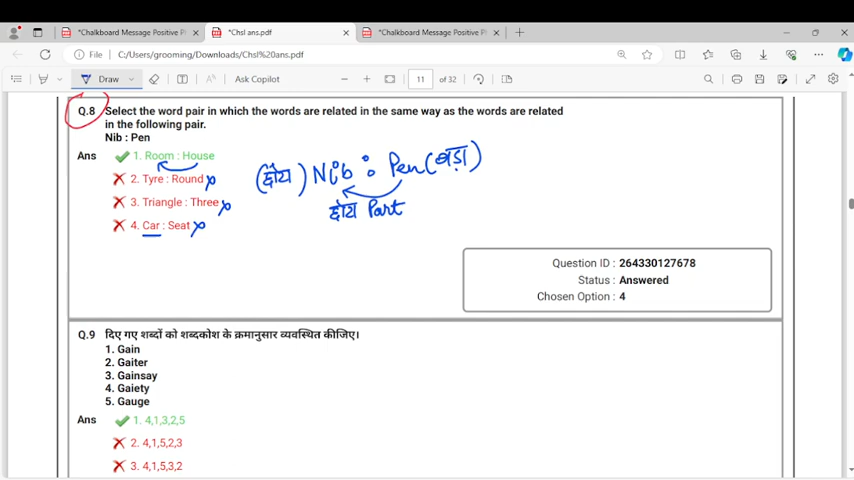 Chalkboard Message Positive P
*Chsl ans.pdf
*Chalkboard Message Positive P
File
C:/Users/grooming/Downloads/Chsl%20ans.pdf
Draw
Ask Copilot
11 of 32
Q.8 Select the word pair in which the words are related in the same way as the words are related
in the following pair.
Nib : Pen
Ans 1. Room : House
2. Tyre : Round
3. Triangle : Three
4. Car : Seat
(छोटा) Nib : Pen (बड़ा)
छोटा Part
Question ID : 264330127678
Status : Answered
Chosen Option : 4
Q.9 दिए गए शब्दों को शब्दकोश के क्रमानुसार व्यवस्थित कीजिए।
1. Gain
2. Gaiter
3. Gainsay
4. Gaiety
5. Gauge
Ans 1. 4,1,3,2,5
2. 4,1,5,2,3
3. 4,1,5,3,2